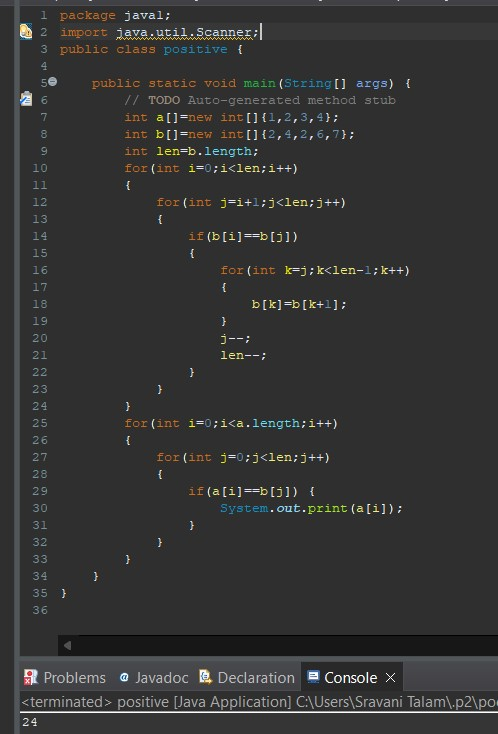 1 package java1;
2 import java.util.Scanner;
3 public class positive {
4
5 public static void main(String[] args) {
6 // TODO Auto-generated method stub
7 int a[]=new int[]{1,2,3,4};
8 int b[]=new int[]{2,4,2,6,7};
9 int len=b.length;
10 for(int i=0;i<len;i++)
11 {
12 for(int j=i+1;j<len;j++)
13 {
14 if(b[i]==b[j])
15 {
16 for(int k=j;k<len-1;k++)
17 {
18 b[k]=b[k+1];
19 }
20 j--;
21 len--;
22 }
23 }
24 }
25 for(int i=0;i<a.length;i++)
26 {
27 for(int j=0;j<len;j++)
28 {
29 if(a[i]==b[j]) {
30 System.out.print(a[i]);
31 }
32 }
33 }
34 }
35 }
36
Problems @ Javadoc Declaration Console
<terminated> positive [Java Application] C:\Users\Sravani Talam\.p2\poo
24